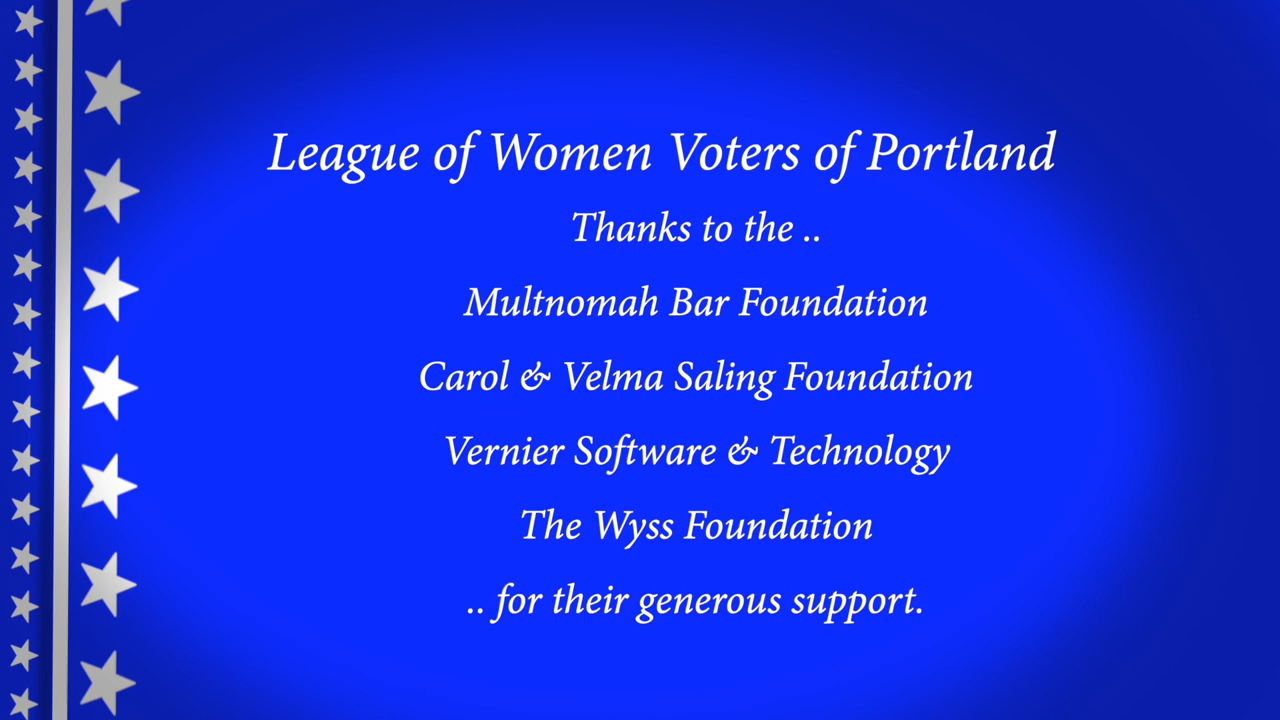 League of Women Voters of Portland
Thanks to the ..
Multnomah Bar Foundation
Carol & Velma Saling Foundation
Vernier Software & Technology
The Wyss Foundation
.. for their generous support.